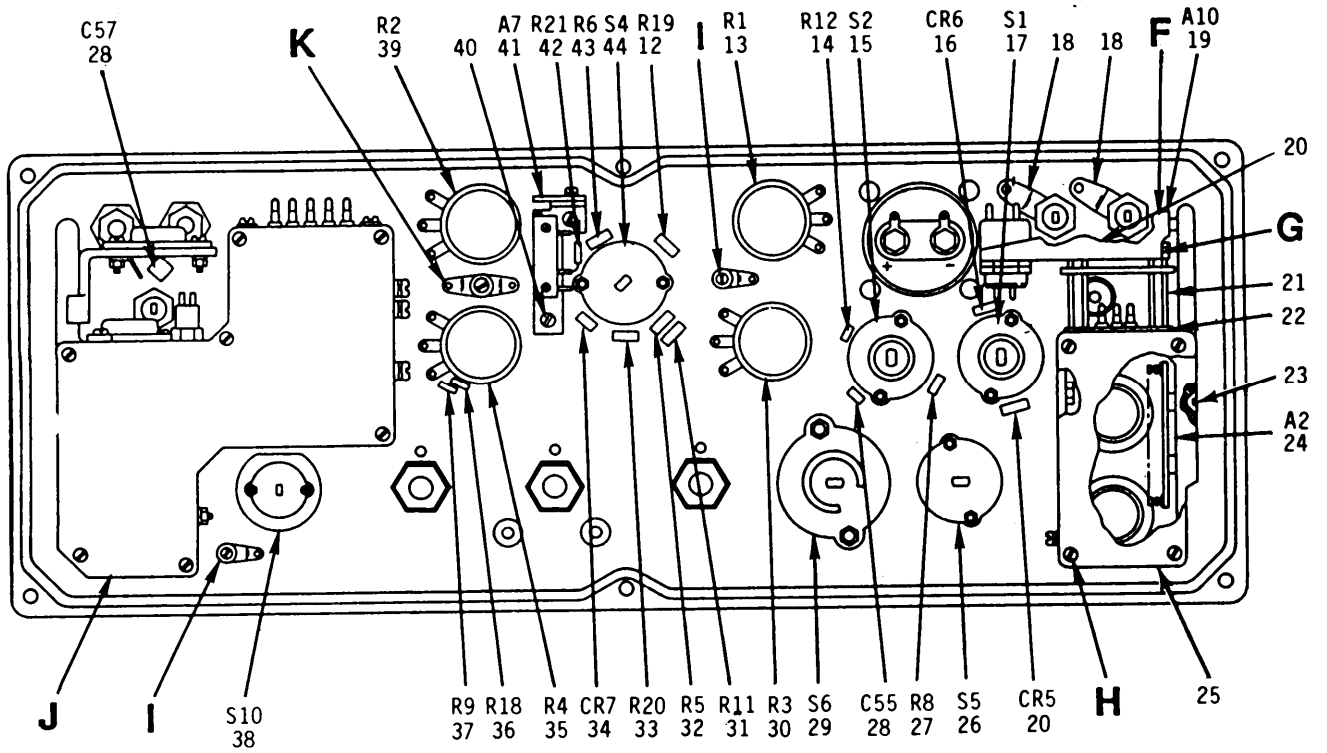 C57
28
K
R2
39
40
A7
41
R21
42
R6
43
S4
44
R19
12
I
R1
13
R12
14
S2
15
CR6
16
S1
17
18
18
F
A10
19
20
G
21
22
23
A2
24
+ −
J
I
S10
38
R9
37
R18
36
R4
35
CR7
34
R20
33
R5
32
R11
31
R3
30
S6
29
C55
28
R8
27
S5
26
CR5
20
H
25